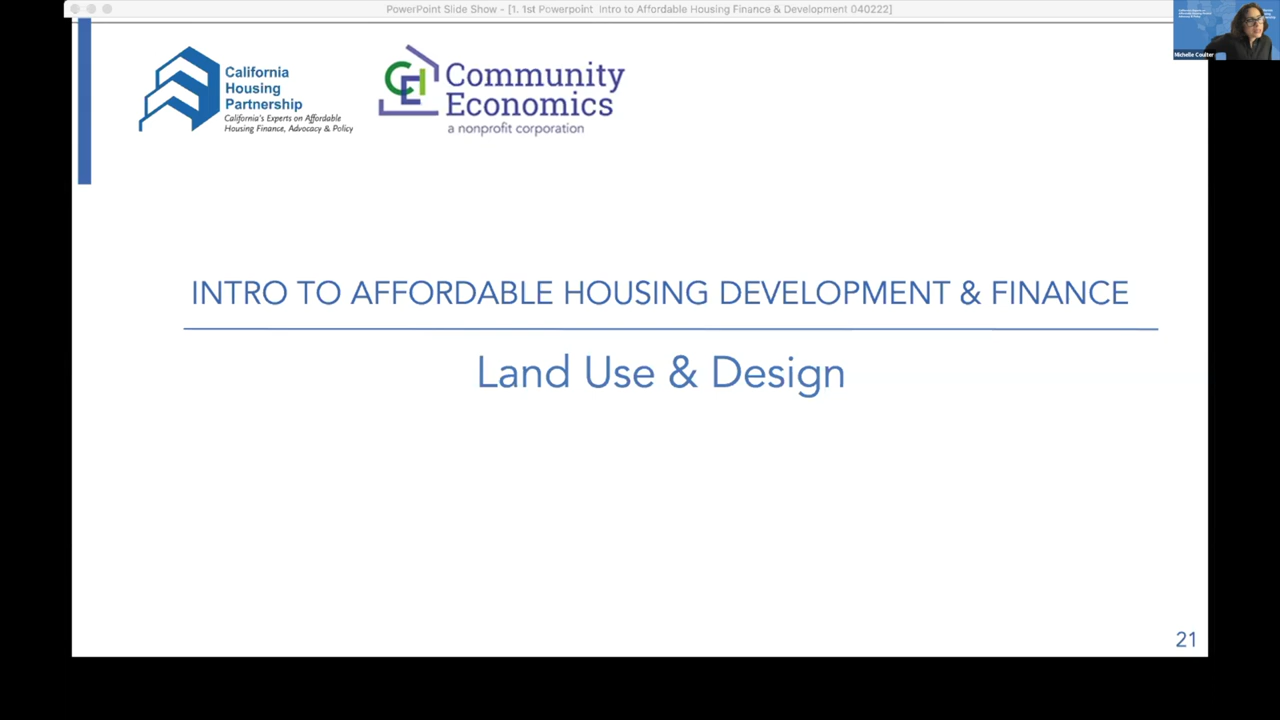 PowerPoint Slide Show - [1. 1st Powerpoint Intro to Affordable Housing Finance & Development 040222]
Michelle Coulter
California
Housing
Partnership
California's Experts on Affordable
Housing Finance, Advocacy & Policy
CEI
Community
Economics
a nonprofit corporation
INTRO TO AFFORDABLE HOUSING DEVELOPMENT & FINANCE
Land Use & Design
21